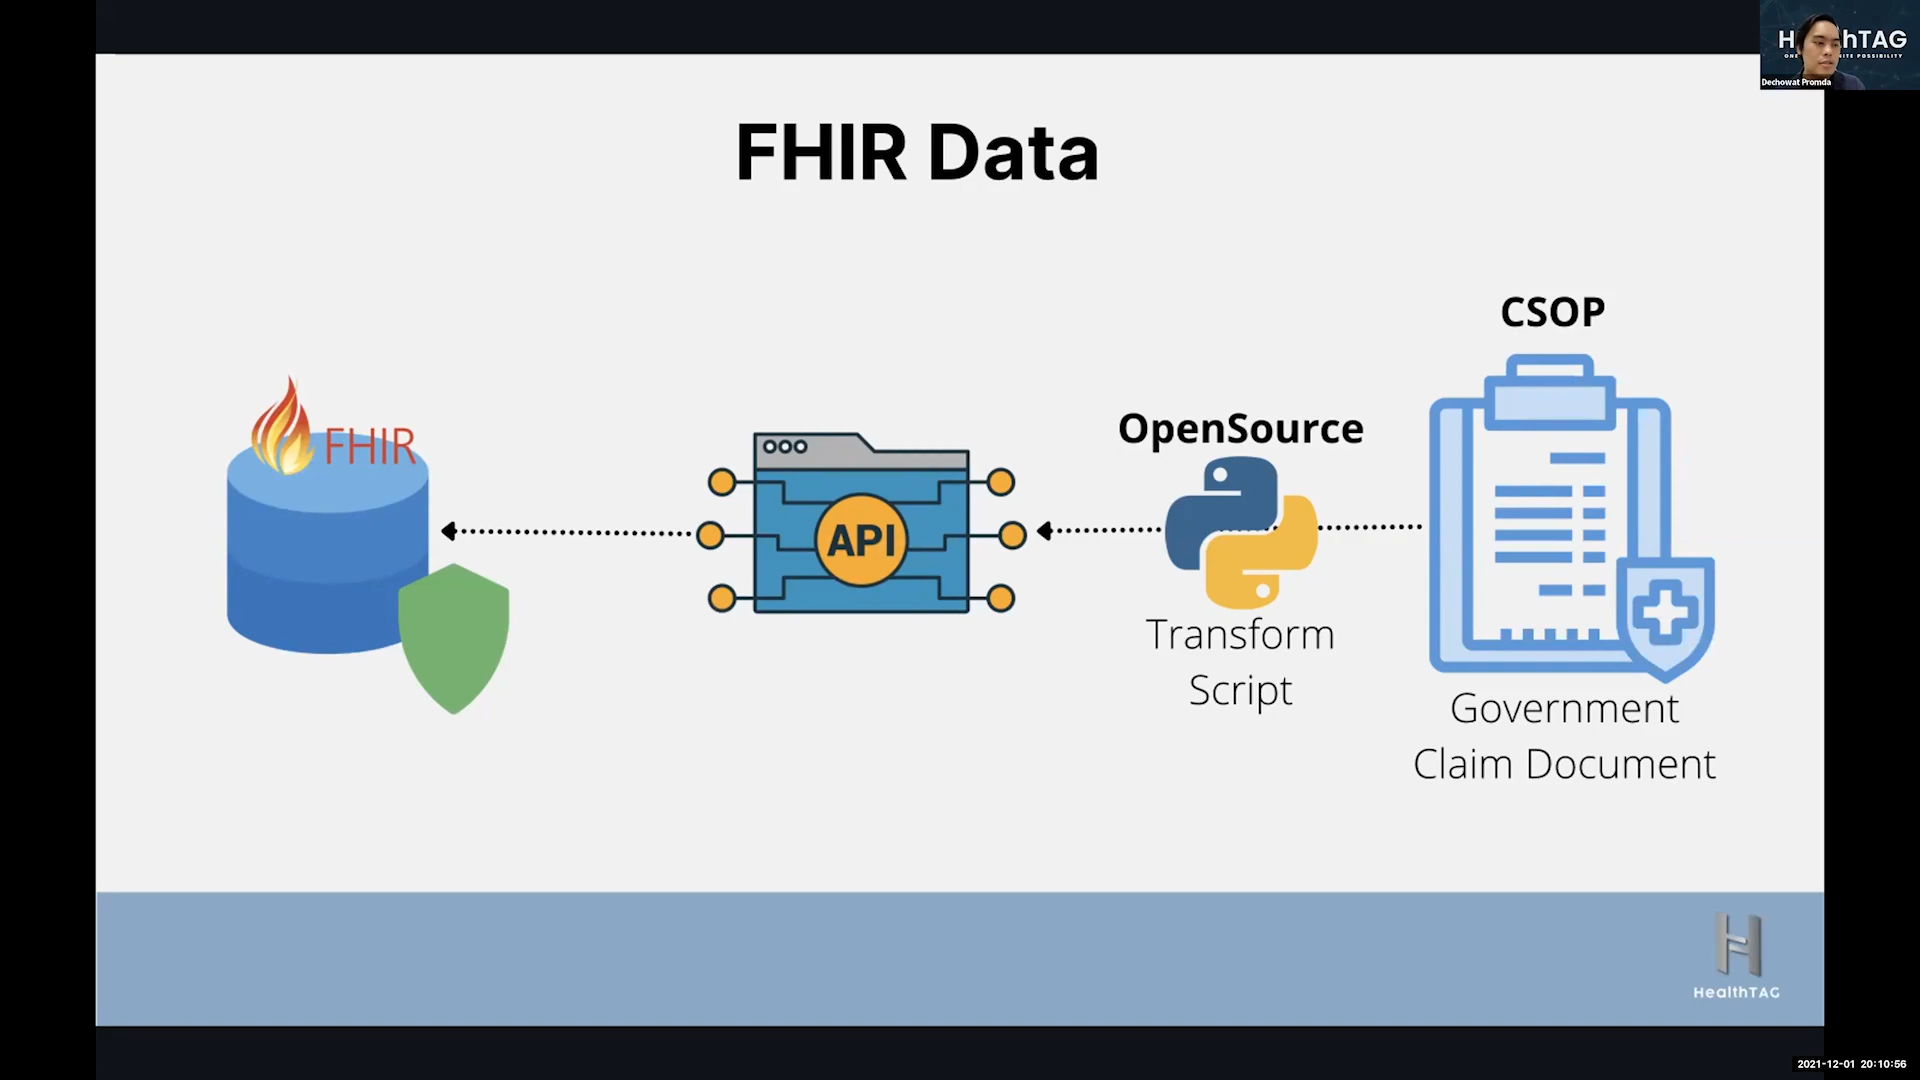 HealthTAG
Dechowat Promda
FHIR Data
CSOP
OpenSource
FHIR
API
Transform
Script
Government
Claim Document
HealthTAG
2021-12-01 20:10:56